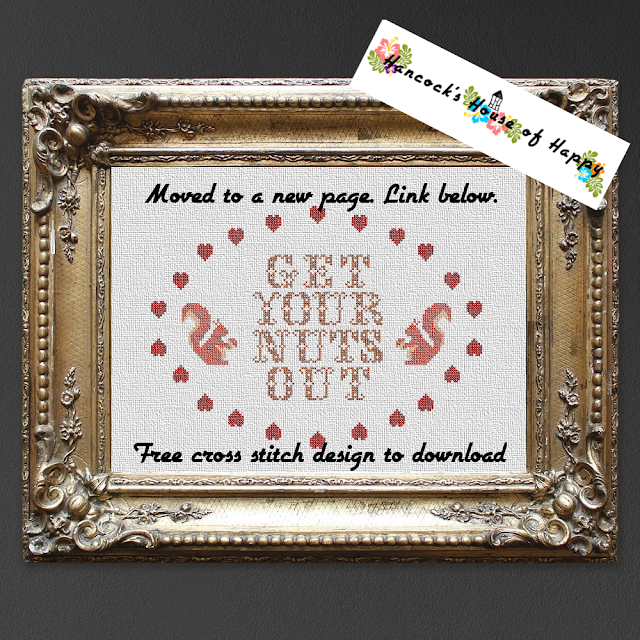 Hancock's House of Happy
Moved to a new page. Link below.
GET
YOUR
NUTS
OUT
Free cross stitch design to download